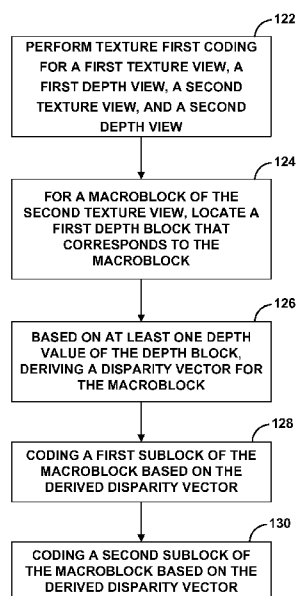 122
PERFORM TEXTURE FIRST CODING
FOR A FIRST TEXTURE VIEW, A
FIRST DEPTH VIEW, A SECOND
TEXTURE VIEW, AND A SECOND
DEPTH VIEW
124
FOR A MACROBLOCK OF THE
SECOND TEXTURE VIEW, LOCATE A
FIRST DEPTH BLOCK THAT
CORRESPONDS TO THE
MACROBLOCK
126
BASED ON AT LEAST ONE DEPTH
VALUE OF THE DEPTH BLOCK,
DERIVING A DISPARITY VECTOR FOR
THE MACROBLOCK
128
CODING A FIRST SUBLOCK OF THE
MACROBLOCK BASED ON THE
DERIVED DISPARITY VECTOR
130
CODING A SECOND SUBLOCK OF
THE MACROBLOCK BASED ON THE
DERIVED DISPARITY VECTOR